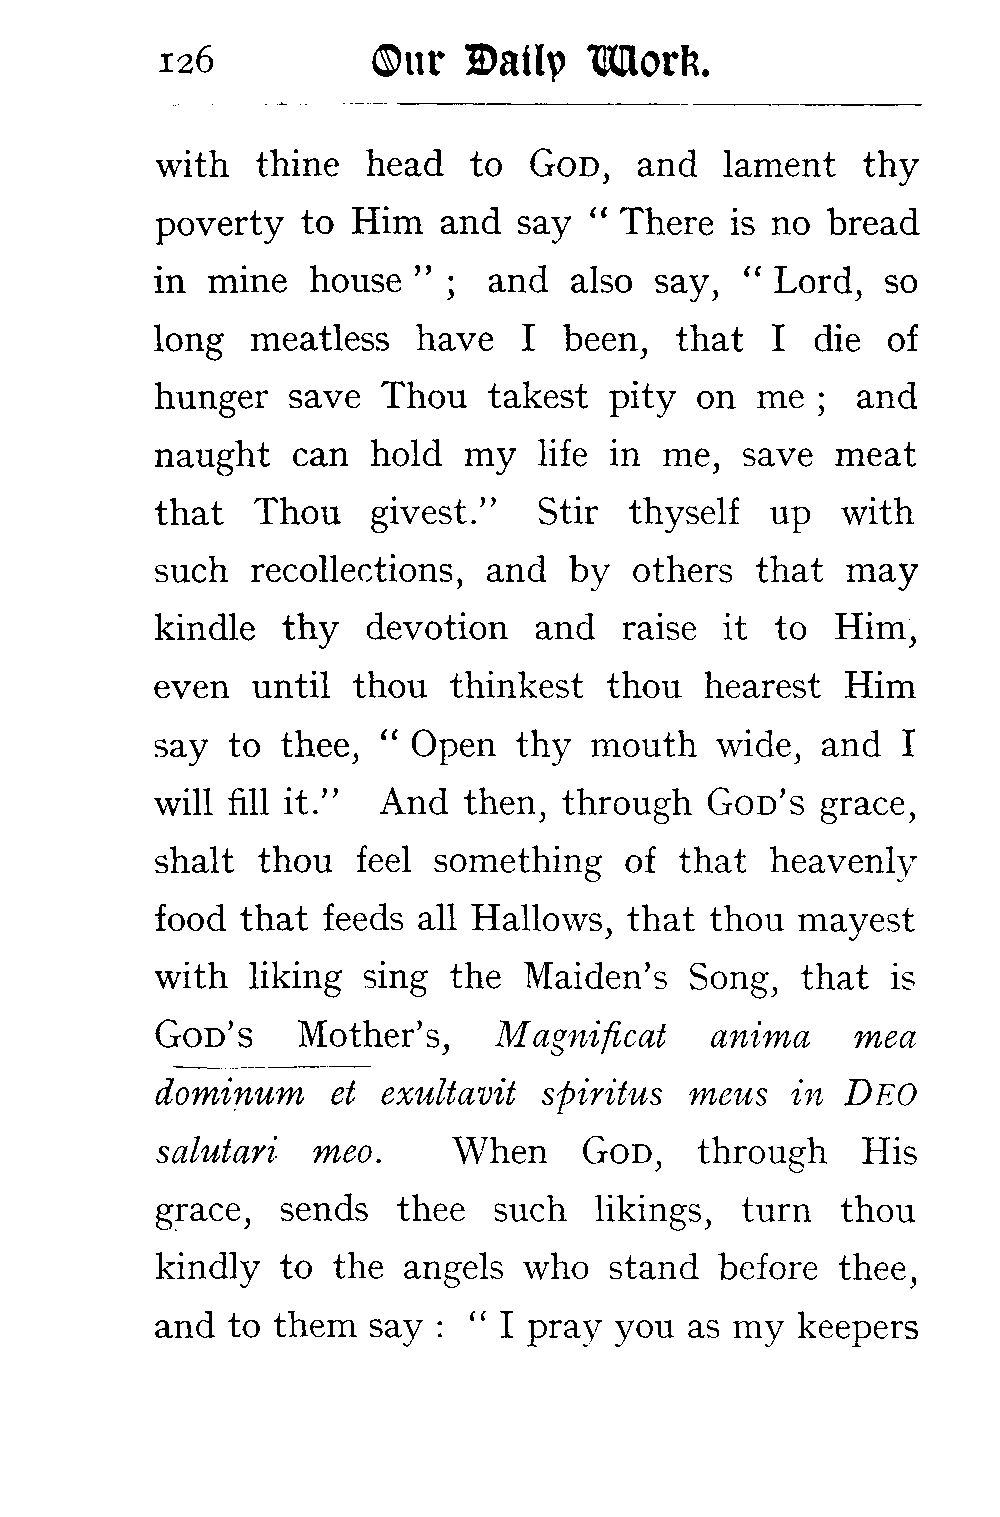 126 Our Daily Work.
with thine head to GOD, and lament thy
poverty to Him and say “ There is no bread
in mine house ” ; and also say, “ Lord, so
long meatless have I been, that I die of
hunger save Thou takest pity on me ; and
naught can hold my life in me, save meat
that Thou givest.” Stir thyself up with
such recollections, and by others that may
kindle thy devotion and raise it to Him,
even until thou thinkest thou hearest Him
say to thee, “ Open thy mouth wide, and I
will fill it.” And then, through GOD’S grace,
shalt thou feel something of that heavenly
food that feeds all Hallows, that thou mayest
with liking sing the Maiden’s Song, that is
GOD’S Mother’s, Magnificat anima mea
dominum et exultavit spiritus meus in DEO
salutari meo. When GOD, through His
grace, sends thee such likings, turn thou
kindly to the angels who stand before thee,
and to them say : “ I pray you as my keepers